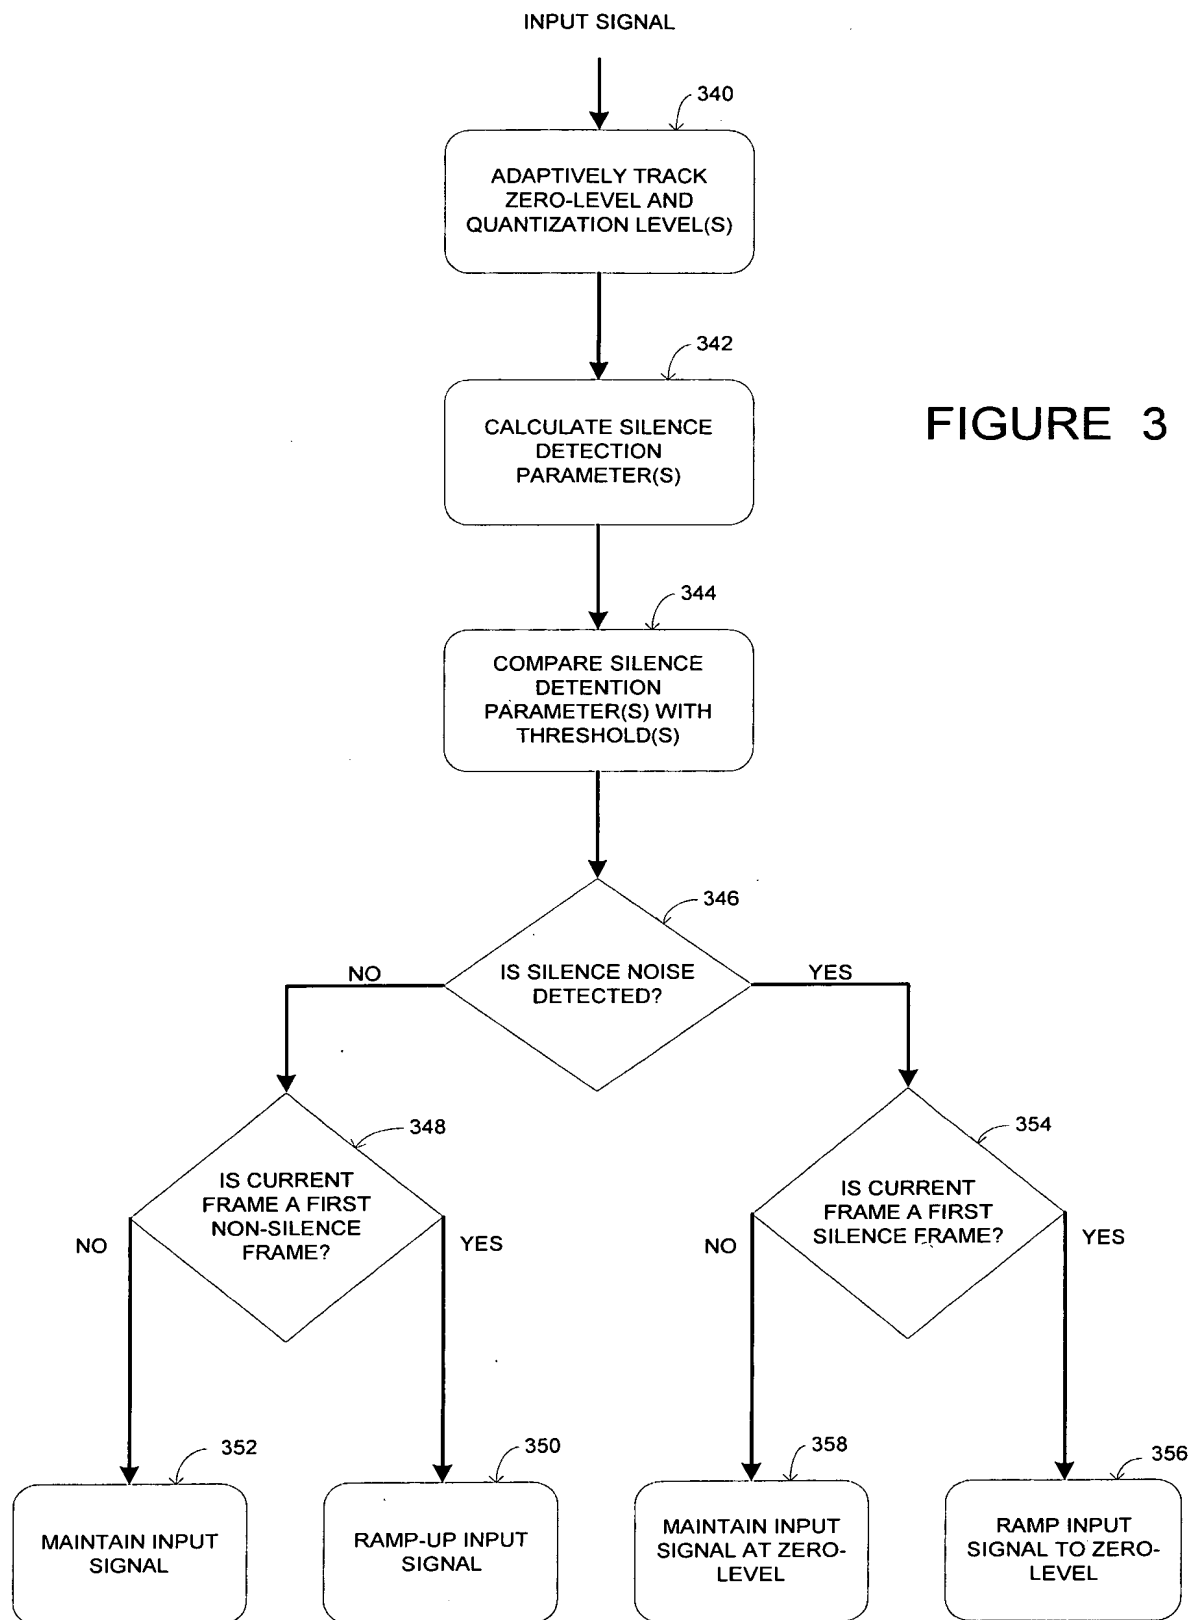 INPUT SIGNAL
340
ADAPTIVELY TRACK
ZERO-LEVEL AND
QUANTIZATION LEVEL(S)
342
CALCULATE SILENCE
DETECTION
PARAMETER(S)
FIGURE 3
344
COMPARE SILENCE
DETENTION
PARAMETER(S) WITH
THRESHOLD(S)
346
IS SILENCE NOISE
DETECTED?
NO
YES
348
IS CURRENT
FRAME A FIRST
NON-SILENCE
FRAME?
NO
YES
354
IS CURRENT
FRAME A FIRST
SILENCE FRAME?
NO
YES
352
MAINTAIN INPUT
SIGNAL
350
RAMP-UP INPUT
SIGNAL
358
MAINTAIN INPUT
SIGNAL AT ZERO-
LEVEL
356
RAMP INPUT
SIGNAL TO ZERO-
LEVEL